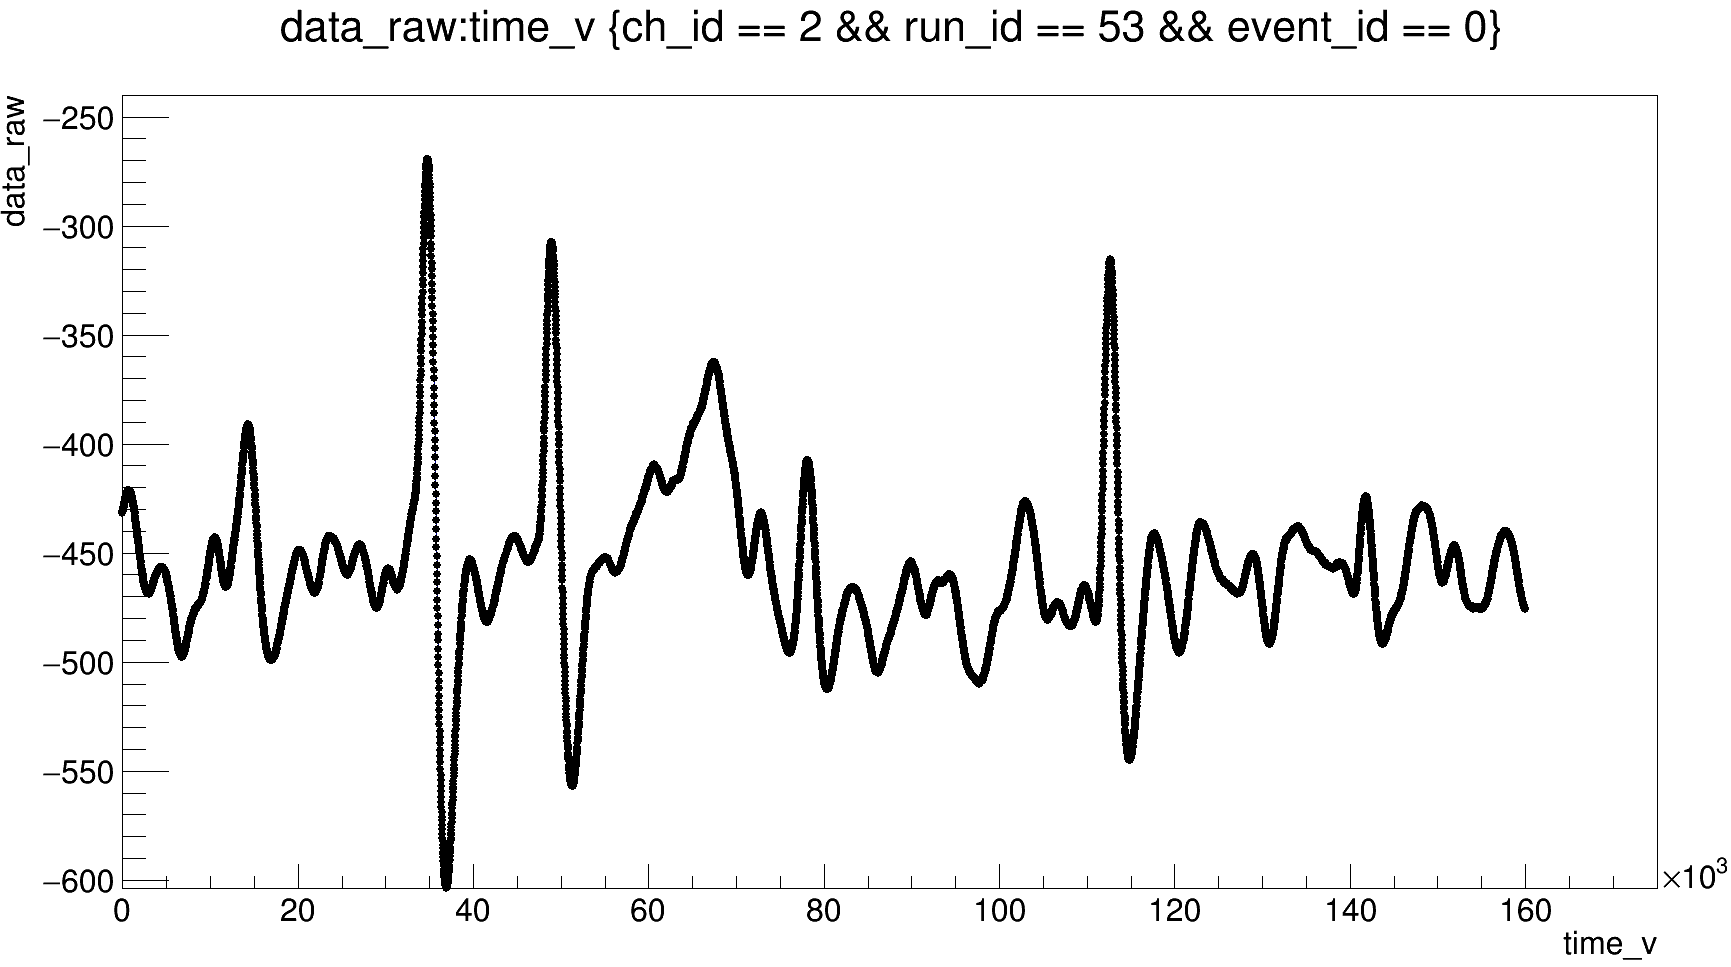 data_raw:time_v {ch_id == 2 && run_id == 53 && event_id == 0}
data_raw
−250
−300
−350
−400
−450
−500
−550
−600
0 20 40 60 80 100 120 140 160
×10³
time_v